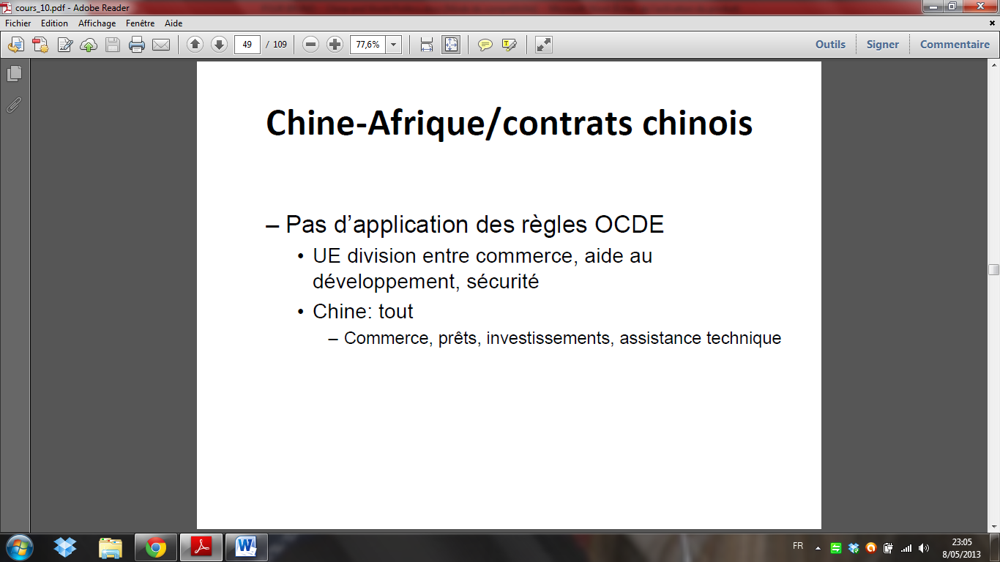 cours_10.pdf - Adobe Reader
Fichier Edition Affichage Fenêtre Aide
49 / 109 77,6% Outils Signer Commentaire
Chine-Afrique/contrats chinois
– Pas d’application des règles OCDE
• UE division entre commerce, aide au
développement, sécurité
• Chine: tout
– Commerce, prêts, investissements, assistance technique
FR 23:05
8/05/2013